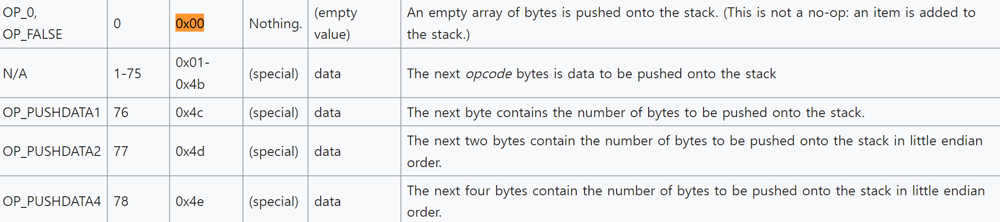 OP_0, OP_FALSE 0 0x00 Nothing. (empty value) An empty array of bytes is pushed onto the stack. (This is not a no-op: an item is added to the stack.)
N/A 1-75 0x01-0x4b (special) data The next opcode bytes is data to be pushed onto the stack
OP_PUSHDATA1 76 0x4c (special) data The next byte contains the number of bytes to be pushed onto the stack.
OP_PUSHDATA2 77 0x4d (special) data The next two bytes contain the number of bytes to be pushed onto the stack in little endian order.
OP_PUSHDATA4 78 0x4e (special) data The next four bytes contain the number of bytes to be pushed onto the stack in little endian order.